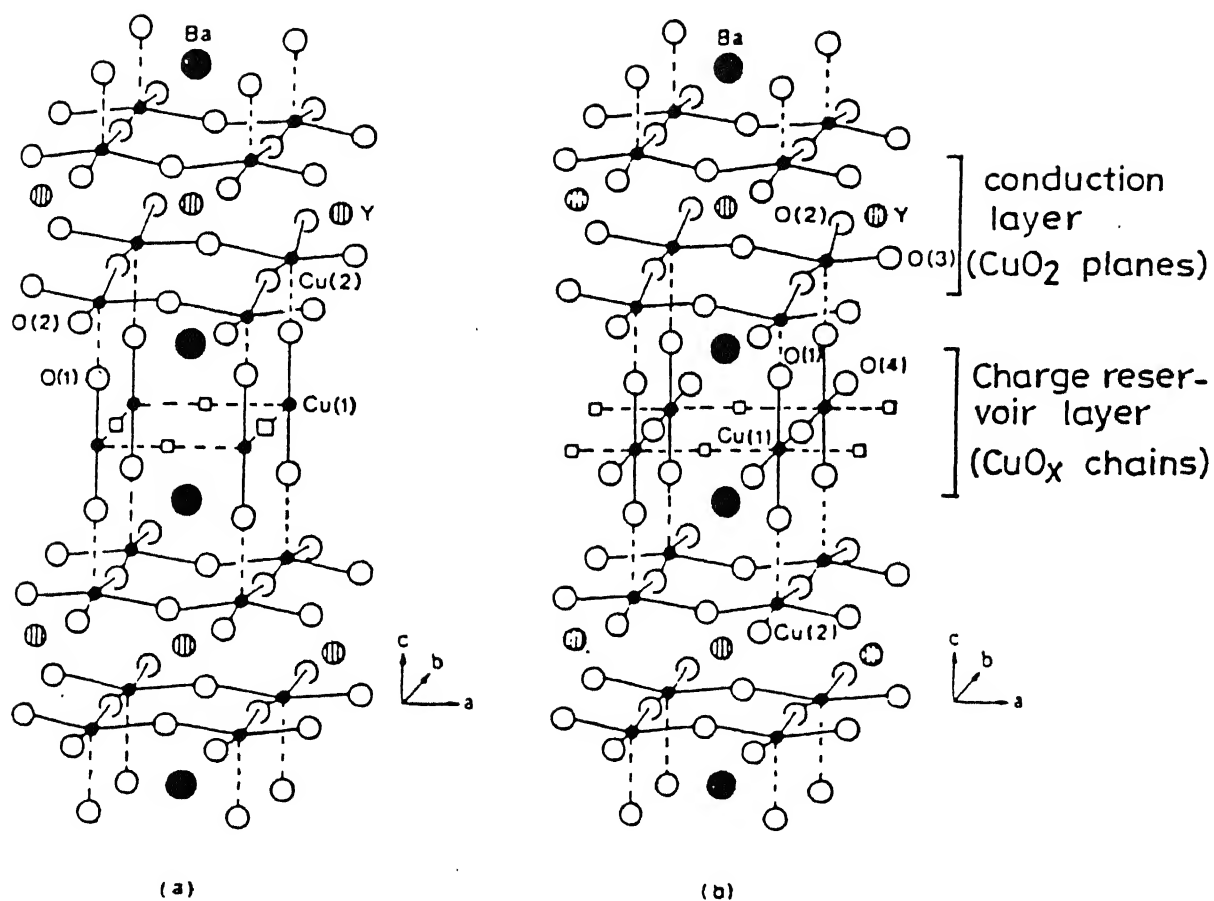 Ba
Y
Cu(2)
O(2)
O(1)
Cu(1)
c
b
a
(a)
Ba
O(2)
Y
O(3)
O(1)
O(4)
Cu(1)
Cu(2)
c
b
a
(b)
conduction
layer
(CuO₂ planes)
Charge reser-
voir layer
(CuOₓ chains)